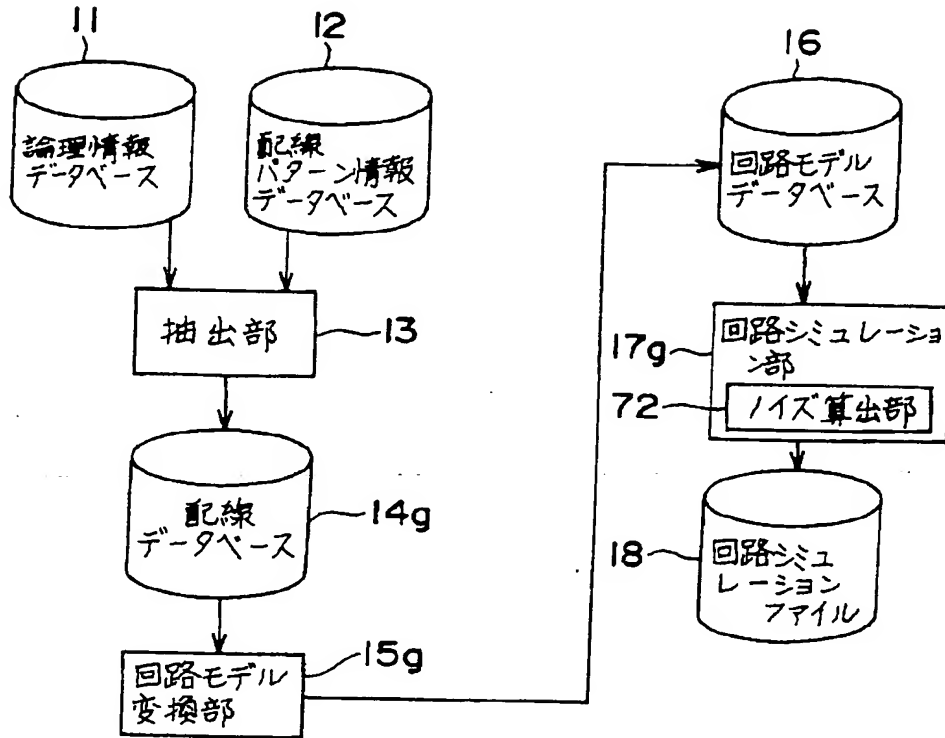 11
12
論理情報
データベース
配線
パターン情報
データベース
抽出部
13
配線
データベース
14g
回路モデル
変換部
15g
16
回路モデル
データベース
17g
回路シミュレーショ
ン部
72
ノイズ算出部
18
回路シミュ
レーション
ファイル